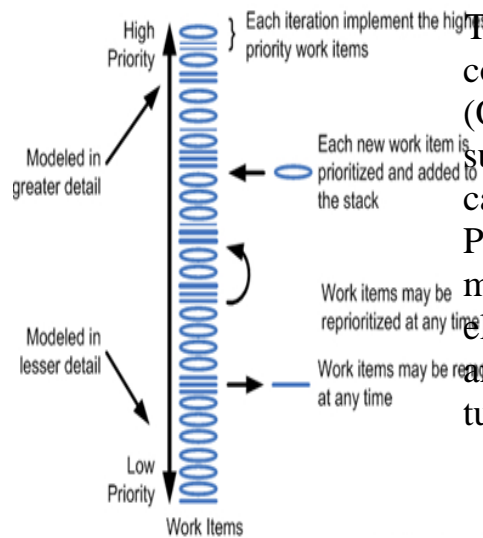 High
Priority
Each iteration implement the highes
priority work items
Modeled in
greater detail
Each new work item is
prioritized and added to
the stack
Work items may be
reprioritized at any time
Modeled in
lesser detail
Work items may be
at any time
Low
Priority
Work Items